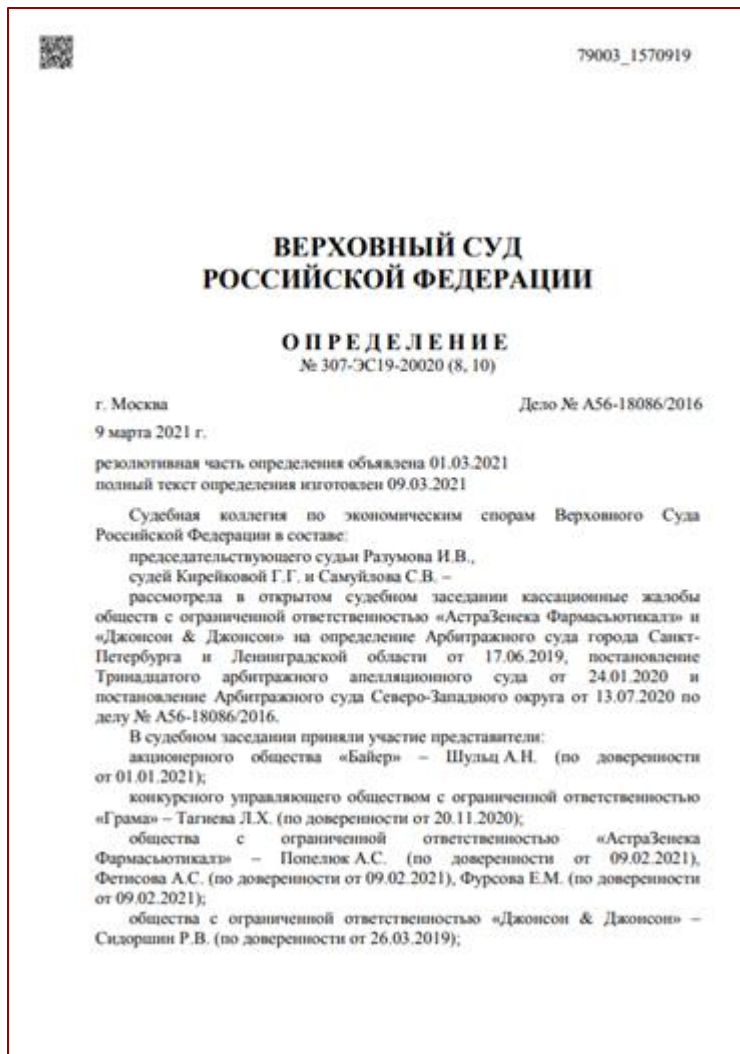 79003_1570919
ВЕРХОВНЫЙ СУД
РОССИЙСКОЙ ФЕДЕРАЦИИ
ОПРЕДЕЛЕНИЕ
№ 307-ЭС19-20020 (8, 10)
г. Москва Дело № А56-18086/2016
9 марта 2021 г.
резолютивная часть определения объявлена 01.03.2021
полный текст определения изготовлен 09.03.2021
Судебная коллегия по экономическим спорам Верховного Суда
Российской Федерации в составе:
председательствующего судьи Разумова И.В.,
судей Кирейковой Г.Г. и Самуйлова С.В. –
рассмотрела в открытом судебном заседании кассационные жалобы
обществ с ограниченной ответственностью «АстраЗенека Фармасьютикалз» и
«Джонсон & Джонсон» на определение Арбитражного суда города Санкт-
Петербурга и Ленинградской области от 17.06.2019, постановление
Тринадцатого арбитражного апелляционного суда от 24.01.2020 и
постановление Арбитражного суда Северо-Западного округа от 13.07.2020 по
делу № А56-18086/2016.
В судебном заседании приняли участие представители:
акционерного общества «Байер» – Шульц А.Н. (по доверенности
от 01.01.2021);
конкурсного управляющего обществом с ограниченной ответственностью
«Грама» – Тагиева Л.Х. (по доверенности от 20.11.2020);
общества с ограниченной ответственностью «АстраЗенека
Фармасьютикалз» – Попелюк А.С. (по доверенности от 09.02.2021),
Фетисова А.С. (по доверенности от 09.02.2021), Фурсова Е.М. (по доверенности
от 09.02.2021);
общества с ограниченной ответственностью «Джонсон & Джонсон» –
Сидоршин Р.В. (по доверенности от 26.03.2019);